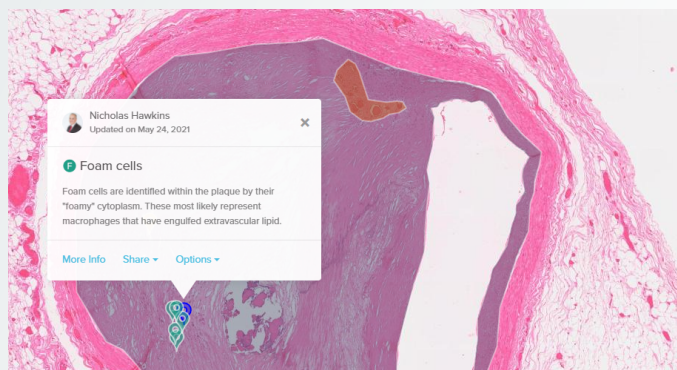 Nicholas Hawkins
Updated on May 24, 2021
×
F Foam cells
Foam cells are identified within the plaque by their
"foamy" cytoplasm. These most likely represent
macrophages that have engulfed extravascular lipid.
More Info Share Options